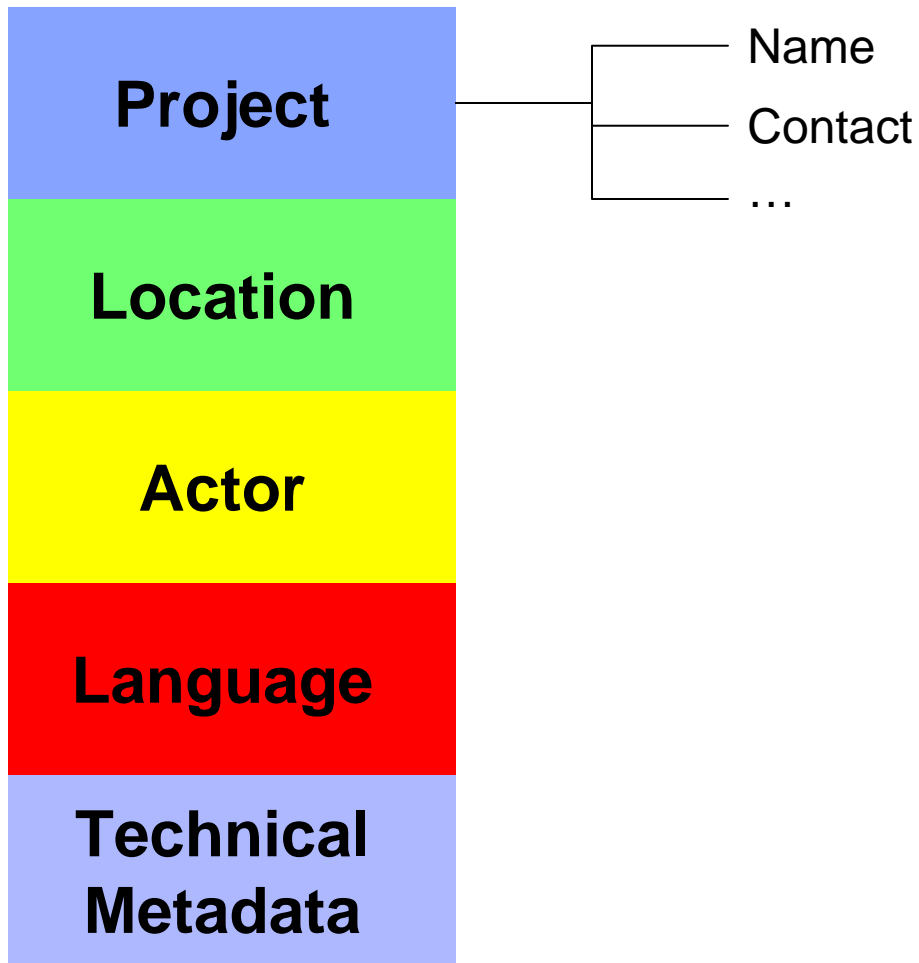 Project
Name
Contact
…
Location
Actor
Language
Technical
Metadata